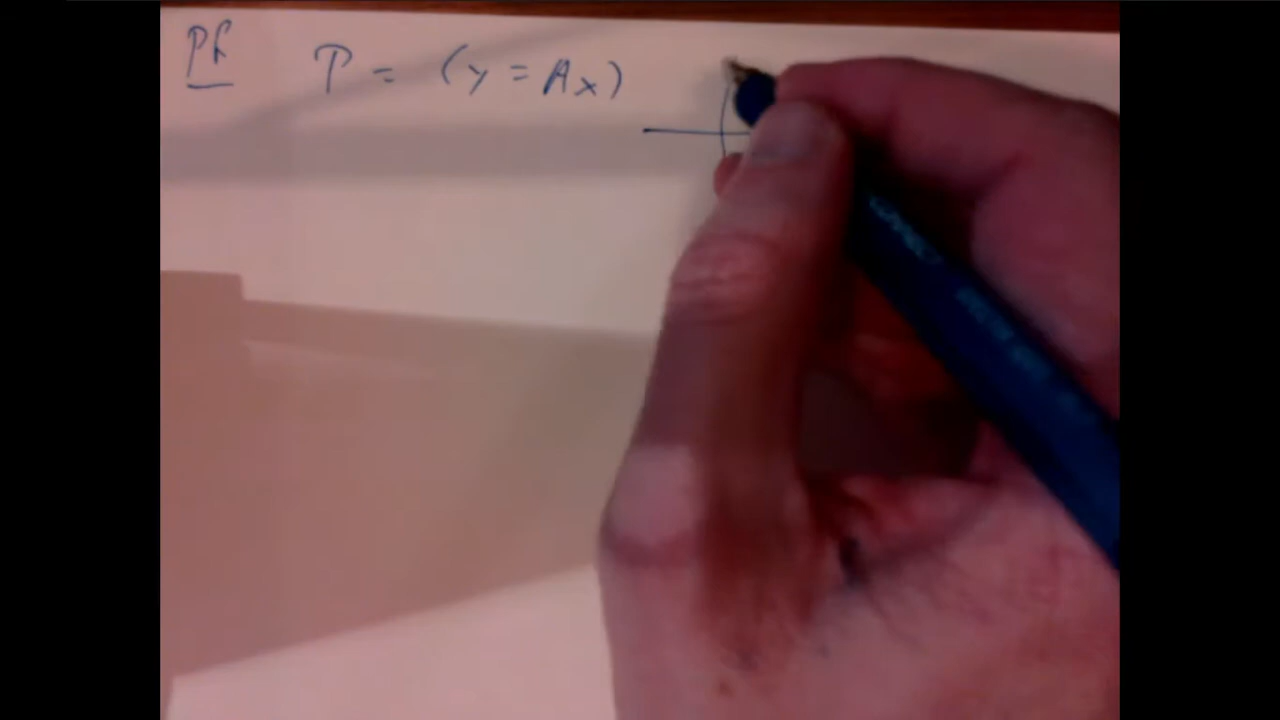 Pf P = (y = Ax)